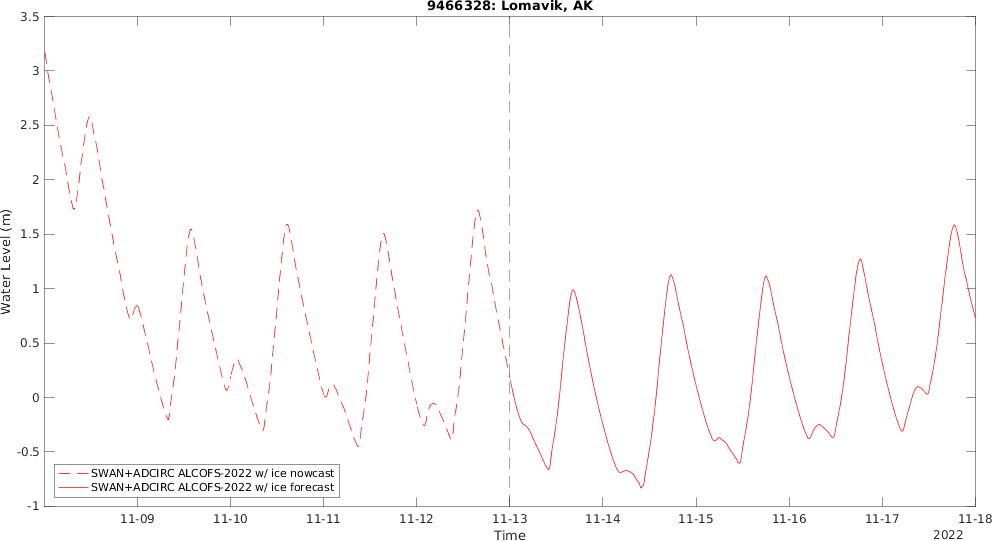 9466328: Lomavik, AK
3.5
3
2.5
2
1.5
1
0.5
0
-0.5
-1
Water Level (m)
SWAN+ADCIRC ALCOFS-2022 w/ ice nowcast
SWAN+ADCIRC ALCOFS-2022 w/ ice forecast
11-09 11-10 11-11 11-12 11-13 11-14 11-15 11-16 11-17 11-18
Time
2022